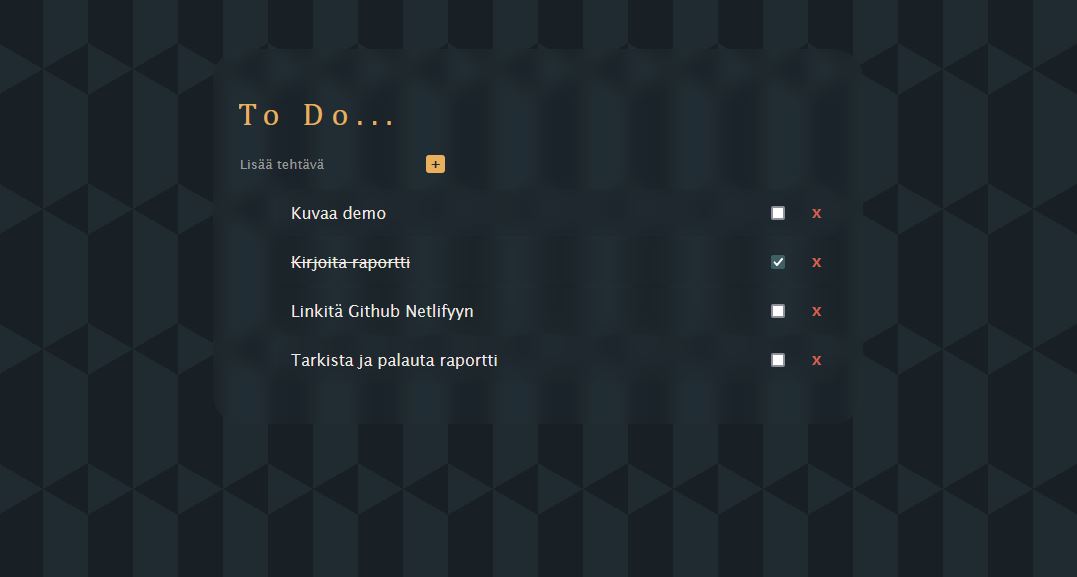 To Do...
Lisää tehtävä +
Kuvaa demo x
Kirjoita raportti x
Linkitä Github Netlifyyn x
Tarkista ja palauta raportti x